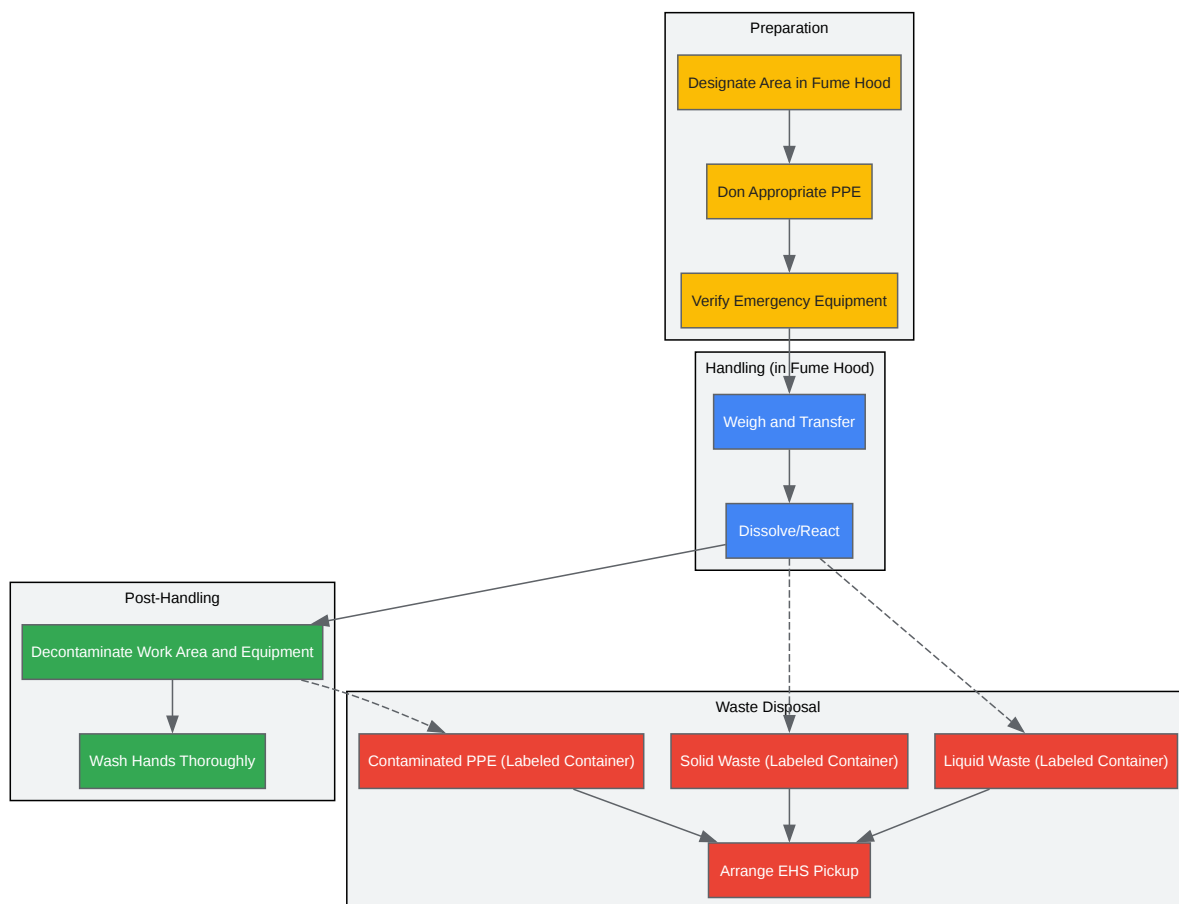 Preparation
Designate Area in Fume Hood
Don Appropriate PPE
Verify Emergency Equipment
Handling (in Fume Hood)
Weigh and Transfer
Dissolve/React
Post-Handling
Decontaminate Work Area and Equipment
Wash Hands Thoroughly
Waste Disposal
Contaminated PPE (Labeled Container)
Solid Waste (Labeled Container)
Liquid Waste (Labeled Container)
Arrange EHS Pickup